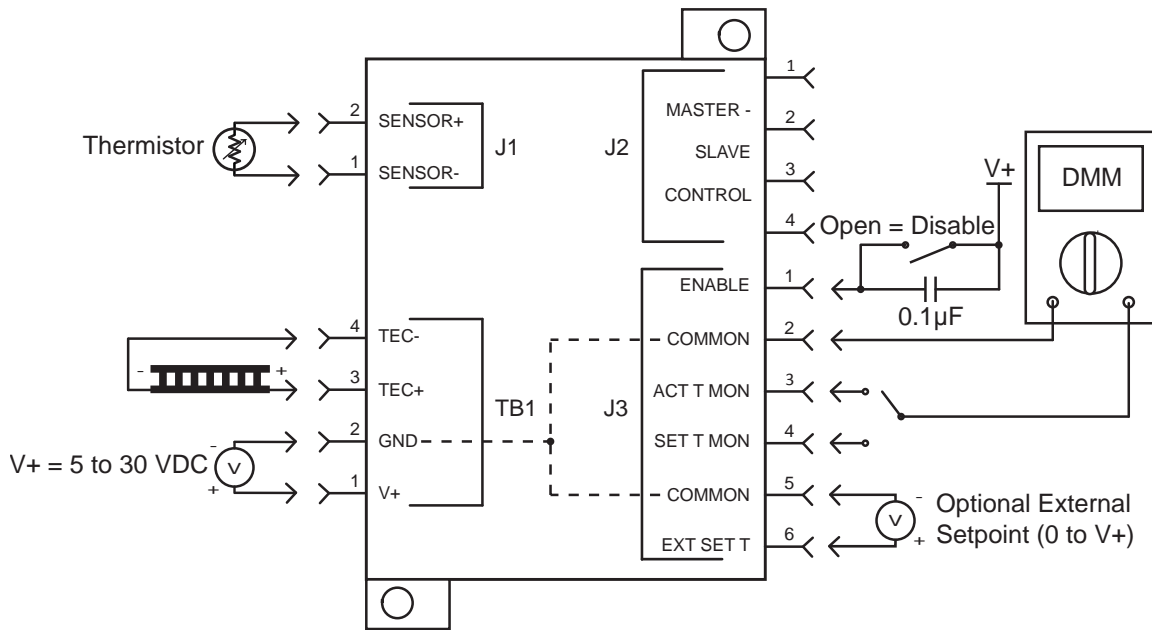 Thermistor
2
SENSOR+
1
SENSOR-
J1
J2
MASTER -
SLAVE
CONTROL
1
2
3
4
V+
DMM
Open = Disable
0.1µF
4
TEC-
3
TEC+
- +
TB1
2
GND
1
V+
V+ = 5 to 30 VDC
-
V
+
J3
ENABLE
1
COMMON
2
ACT T MON
3
SET T MON
4
COMMON
5
EXT SET T
6
-
V
+
Optional External
Setpoint (0 to V+)